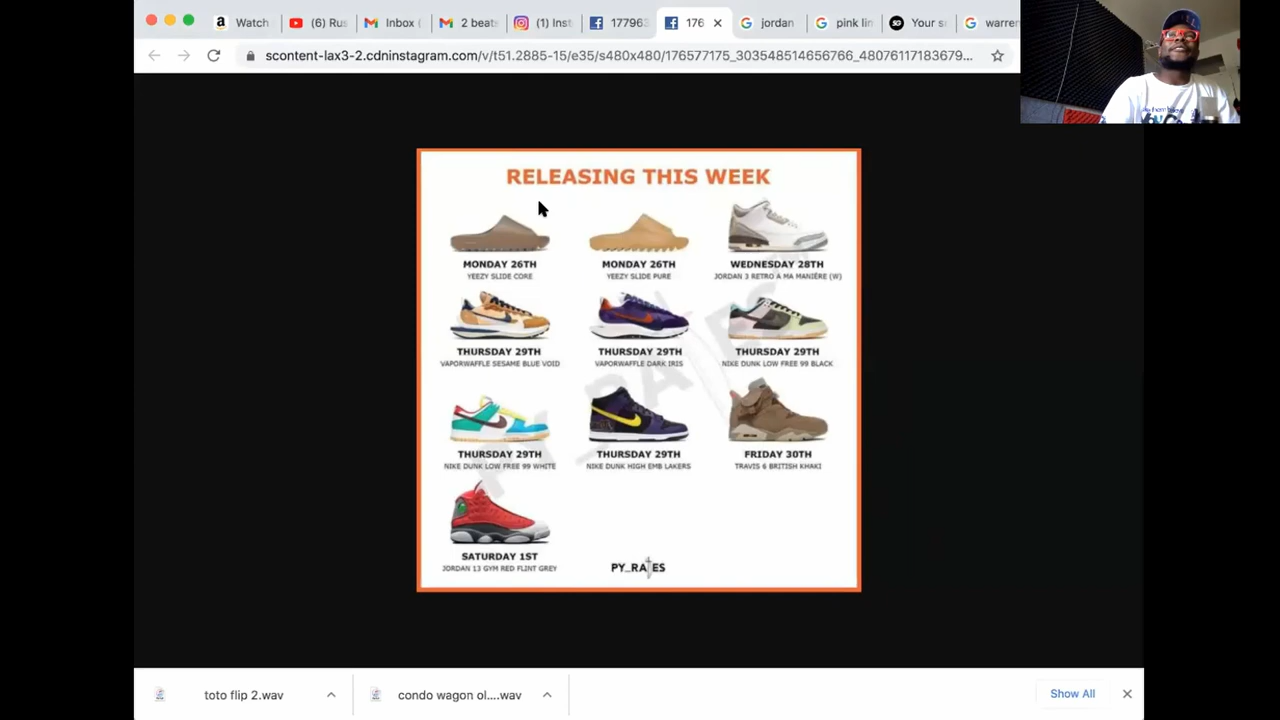 Watch
(6) Rus
Inbox (
2 beats
(1) Inst
17796
176
jordan
pink lim
Your s
warren
scontent-lax3-2.cdninstagram.com/v/t51.2885-15/e35/s480x480/176577175_303548514656766_48076117183679...
RELEASING THIS WEEK
MONDAY 26TH
YEEZY SLIDE CORE
MONDAY 26TH
YEEZY SLIDE PURE
WEDNESDAY 28TH
JORDAN 3 RETRO A MA MANIÉRE (W)
THURSDAY 29TH
VAPORWAFFLE SESAME BLUE VOID
THURSDAY 29TH
VAPORWAFFLE DARK IRIS
THURSDAY 29TH
NIKE DUNK LOW FREE 99 BLACK
THURSDAY 29TH
NIKE DUNK LOW FREE 99 WHITE
THURSDAY 29TH
NIKE DUNK HIGH EMB LAKERS
FRIDAY 30TH
TRAVIS 6 BRITISH KHAKI
SATURDAY 1ST
JORDAN 13 GYM RED FLINT GREY
PY_RATES
toto flip 2.wav
condo wagon ol....wav
Show All